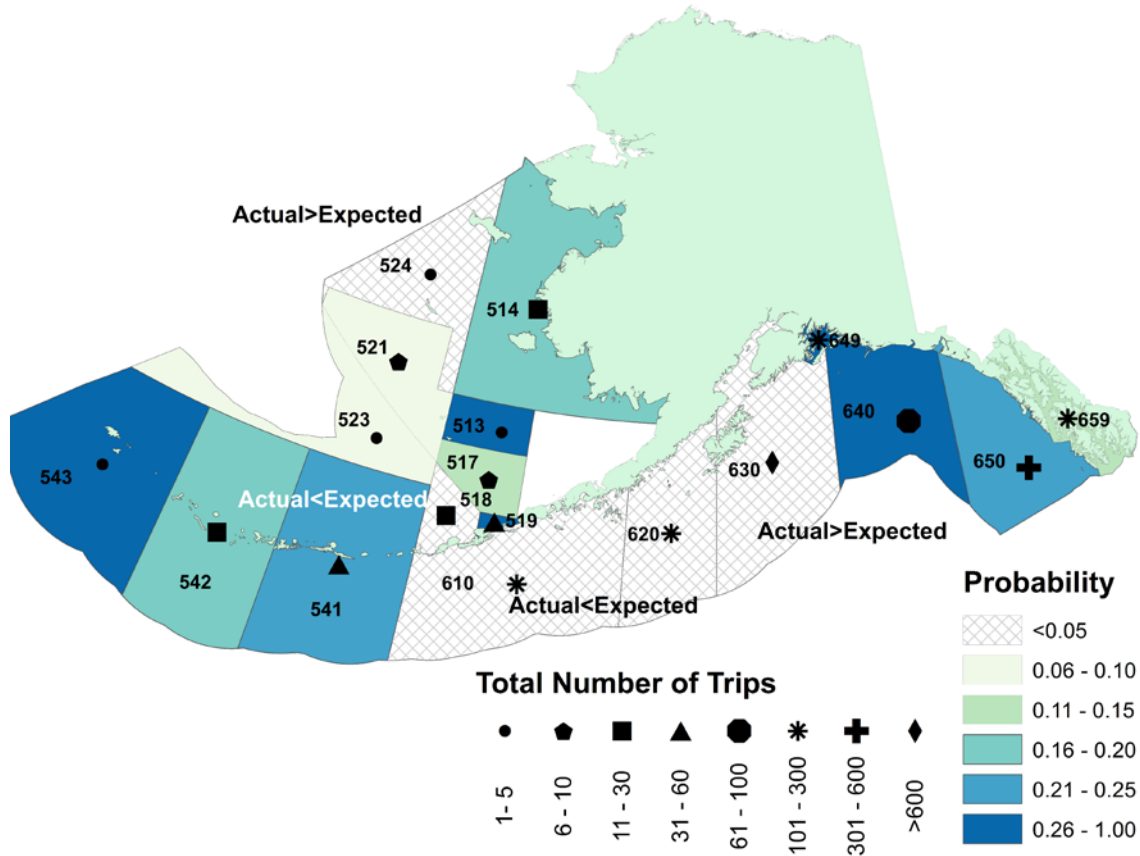 Actual>Expected
524
514
521
649
523
513
640
659
543
517
630
650
Actual<Expected
518
519
620
Actual>Expected
542
541
610
Actual<Expected
Probability
<0.05
0.06 - 0.10
0.11 - 0.15
0.16 - 0.20
0.21 - 0.25
0.26 - 1.00
Total Number of Trips
1- 5
6 - 10
11 - 30
31 - 60
61 - 100
101 - 300
301 - 600
>600